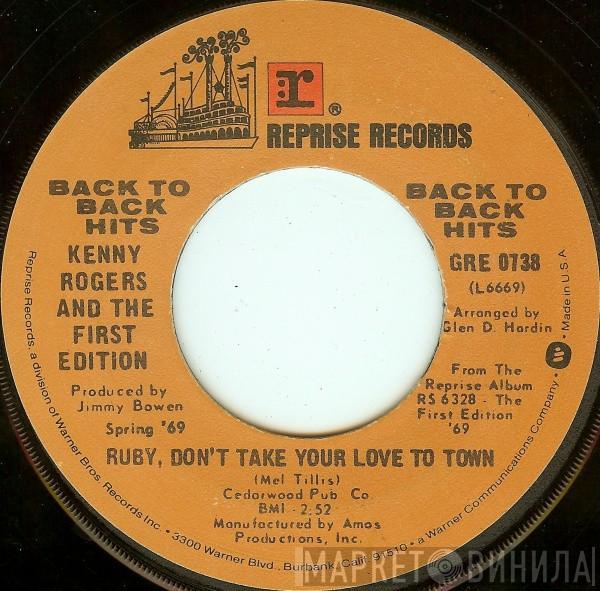 r
®
REPRISE RECORDS
BACK TO
BACK
HITS
KENNY
ROGERS
AND THE
FIRST
EDITION
Produced by
Jimmy Bowen
Spring '69
BACK TO
BACK
HITS
GRE 0738
(L6669)
Arranged by
Glen D. Hardin
From The
Reprise Album
RS 6328 - The
First Edition
'69
RUBY, DON'T TAKE YOUR LOVE TO TOWN
(Mel Tillis)
Cedarwood Pub Co.
BMI - 2:52
Manufactured by Amos
Productions, Inc.
Reprise Records, a division of Warner Bros. Records Inc. • 3300 Warner Blvd., Burbank, Calif. 91510 • a Warner Communications Company • Made in U.S.A.
МАРКЕТ ВИНИЛА